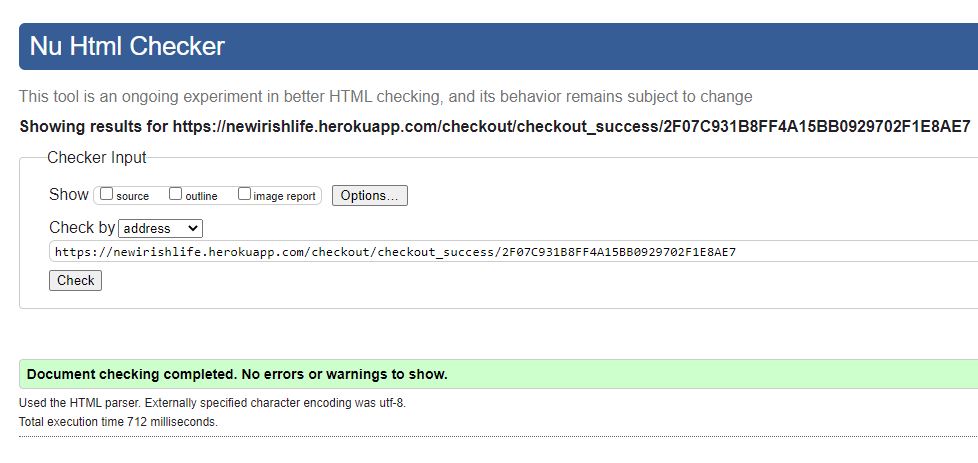 Nu Html Checker
This tool is an ongoing experiment in better HTML checking, and its behavior remains subject to change
Showing results for https://newirishlife.herokuapp.com/checkout/checkout_success/2F07C931B8FF4A15BB0929702F1E8AE7
Checker Input
Show source outline image report Options...
Check by address
https://newirishlife.herokuapp.com/checkout/checkout_success/2F07C931B8FF4A15BB0929702F1E8AE7
Check
Document checking completed. No errors or warnings to show.
Used the HTML parser. Externally specified character encoding was utf-8.
Total execution time 712 milliseconds.